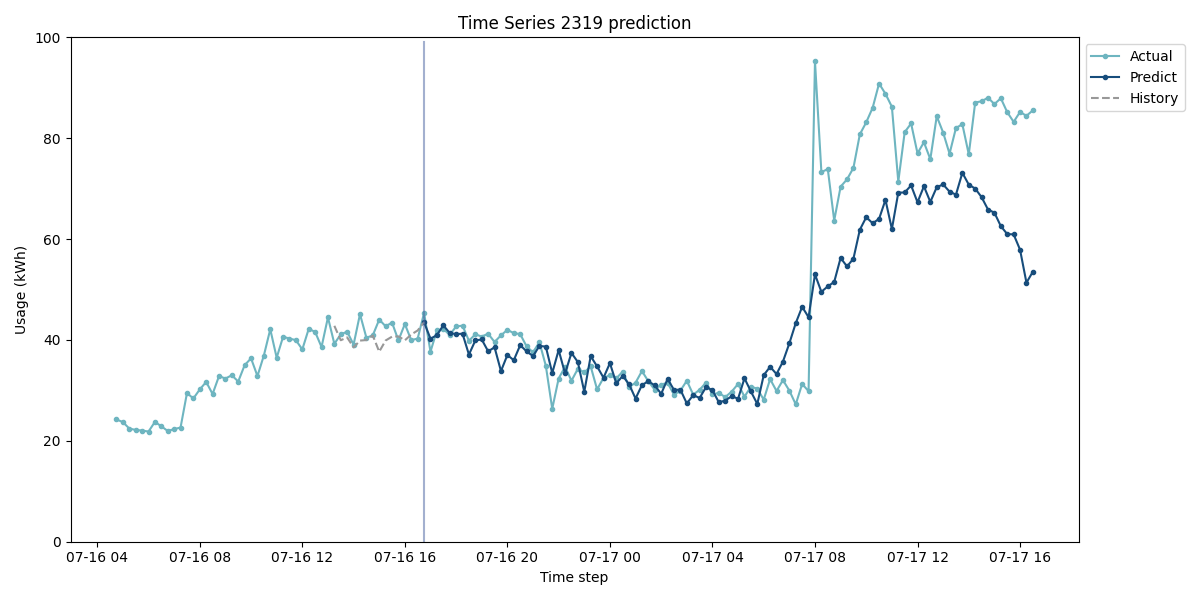 Time Series 2319 prediction
100
80
60
40
20
0
Usage (kWh)
07-16 04
07-16 08
07-16 12
07-16 16
07-16 20
07-17 00
07-17 04
07-17 08
07-17 12
07-17 16
Time step
Actual
Predict
History